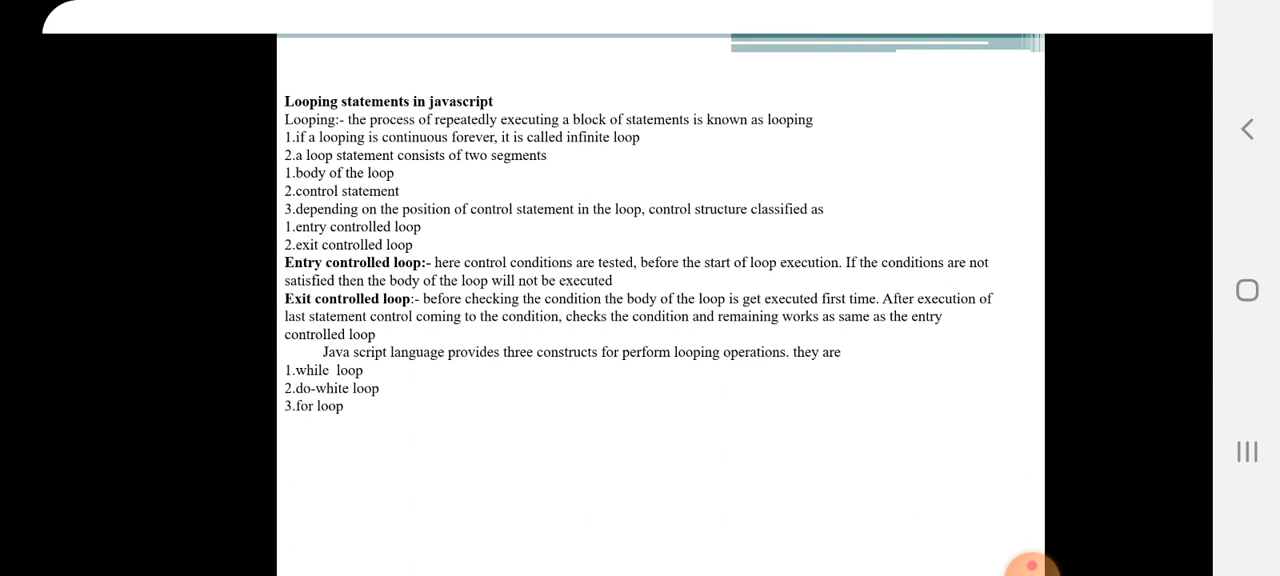 Looping statements in javascript
Looping:- the process of repeatedly executing a block of statements is known as looping
1.if a looping is continuous forever, it is called infinite loop
2.a loop statement consists of two segments
1.body of the loop
2.control statement
3.depending on the position of control statement in the loop, control structure classified as
1.entry controlled loop
2.exit controlled loop
Entry controlled loop:- here control conditions are tested, before the start of loop execution. If the conditions are not
satisfied then the body of the loop will not be executed
Exit controlled loop:- before checking the condition the body of the loop is get executed first time. After execution of
last statement control coming to the condition, checks the condition and remaining works as same as the entry
controlled loop
Java script language provides three constructs for perform looping operations. they are
1.while  loop
2.do-white loop
3.for loop